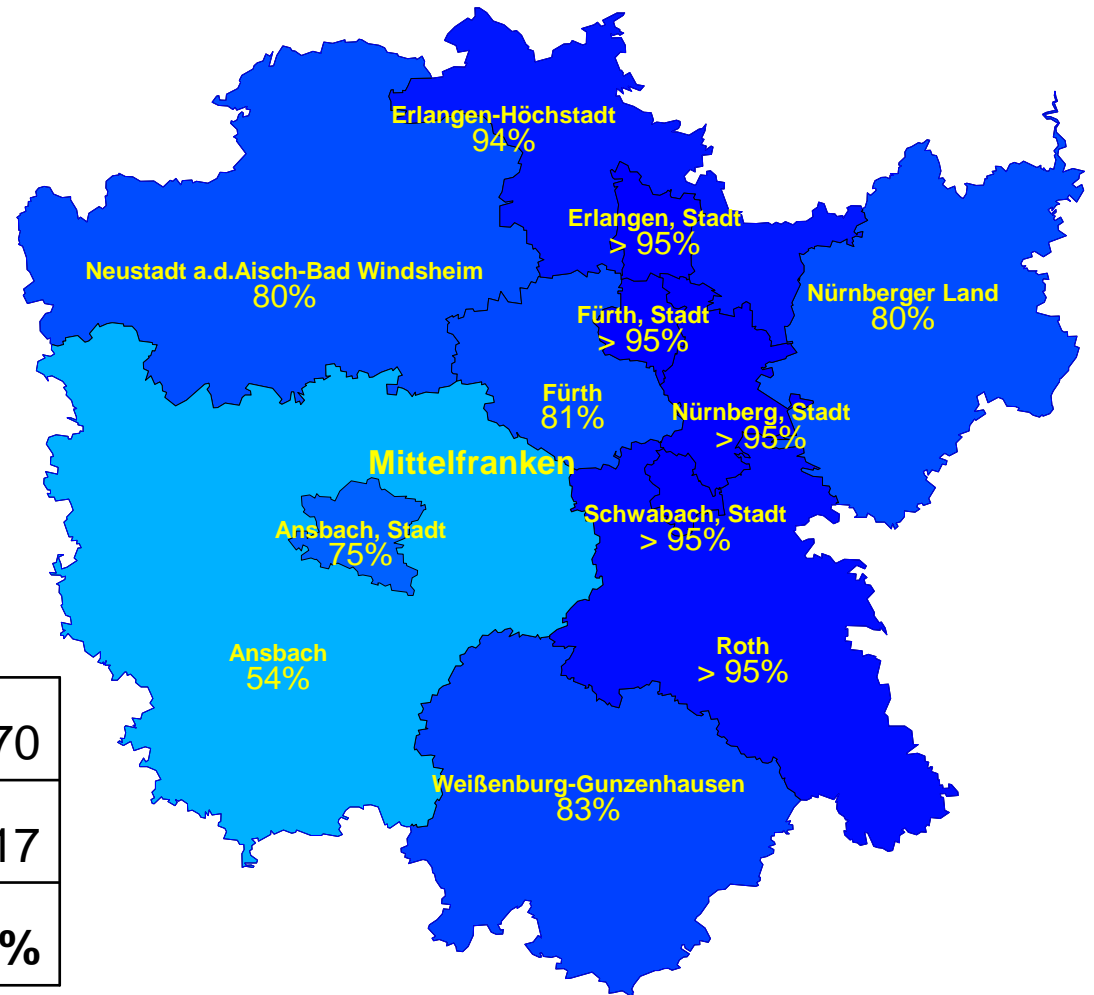 Erlangen-Höchstadt
94%
Erlangen, Stadt
> 95%
Neustadt a.d.Aisch-Bad Windsheim
80%
Nürnberger Land
80%
Fürth, Stadt
> 95%
Fürth
81%
Nürnberg, Stadt
> 95%
Mittelfranken
Schwabach, Stadt
> 95%
Ansbach, Stadt
75%
Roth
> 95%
Ansbach
54%
70
17
%
Weißenburg-Gunzenhausen
83%